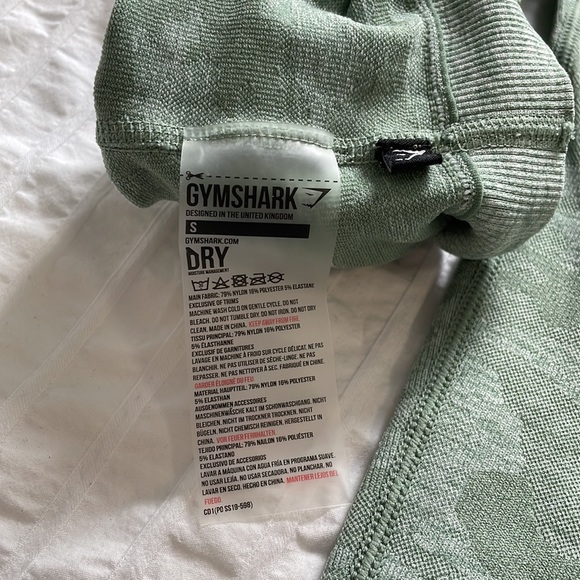 GYMSHARK
DESIGNED IN THE UNITED KINGDOM
S
GYMSHARK.COM
DRY
MOISTURE MANAGEMENT
MAIN FABRIC: 79% NYLON 16% POLYESTER 5% ELASTANE
EXCLUSIVE OF TRIMS
MACHINE WASH COLD ON GENTLE CYCLE. DO NOT
BLEACH. DO NOT TUMBLE DRY. DO NOT IRON. DO NOT DRY
CLEAN. MADE IN CHINA. KEEP AWAY FROM FIRE
TISSU PRINCIPAL: 79% NYLON 16% POLYESTER
5% ÉLASTHANNE
EXCLUSIF DE GARNITURES
LAVAGE EN MACHINE À FROID SUR CYCLE DÉLICAT. NE PAS
BLANCHIR. NE PAS UTILISER DE SÈCHE-LINGE. NE PAS
REPASSER. NE PAS NETTOYER À SEC. FABRIQUÉ EN CHINE.
GARDER ÉLOIGNÉ DU FEU
MATERIAL HAUPTTEIL: 79% NYLON 16% POLYESTER
5% ELASTHAN
AUSGENOMMEN ACCESSOIRES
MASCHINENWÄSCHE KALT IM SCHONWASCHGANG. NICHT
BLEICHEN. NICHT IM TROCKNER TROCKNEN. NICHT
BÜGELN. NICHT CHEMISCH REINIGEN. HERGESTELLT IN
CHINA. VOR FEUER FERNHALTEN.
TEJIDO PRINCIPAL: 79% NAILON 16% POLIÉSTER
5% ELASTANO
EXCLUSIVO DE ACCESORIOS
LAVAR A MAQUINA CON AGUA FRÍA EN PROGRAMA SUAVE.
NO USAR LEJÍA. NO USAR SECADORA. NO PLANCHAR. NO
LAVAR EN SECO. HECHO EN CHINA. MANTENER LEJOS DEL
FUEGO.
CD1(PO SS19-598)